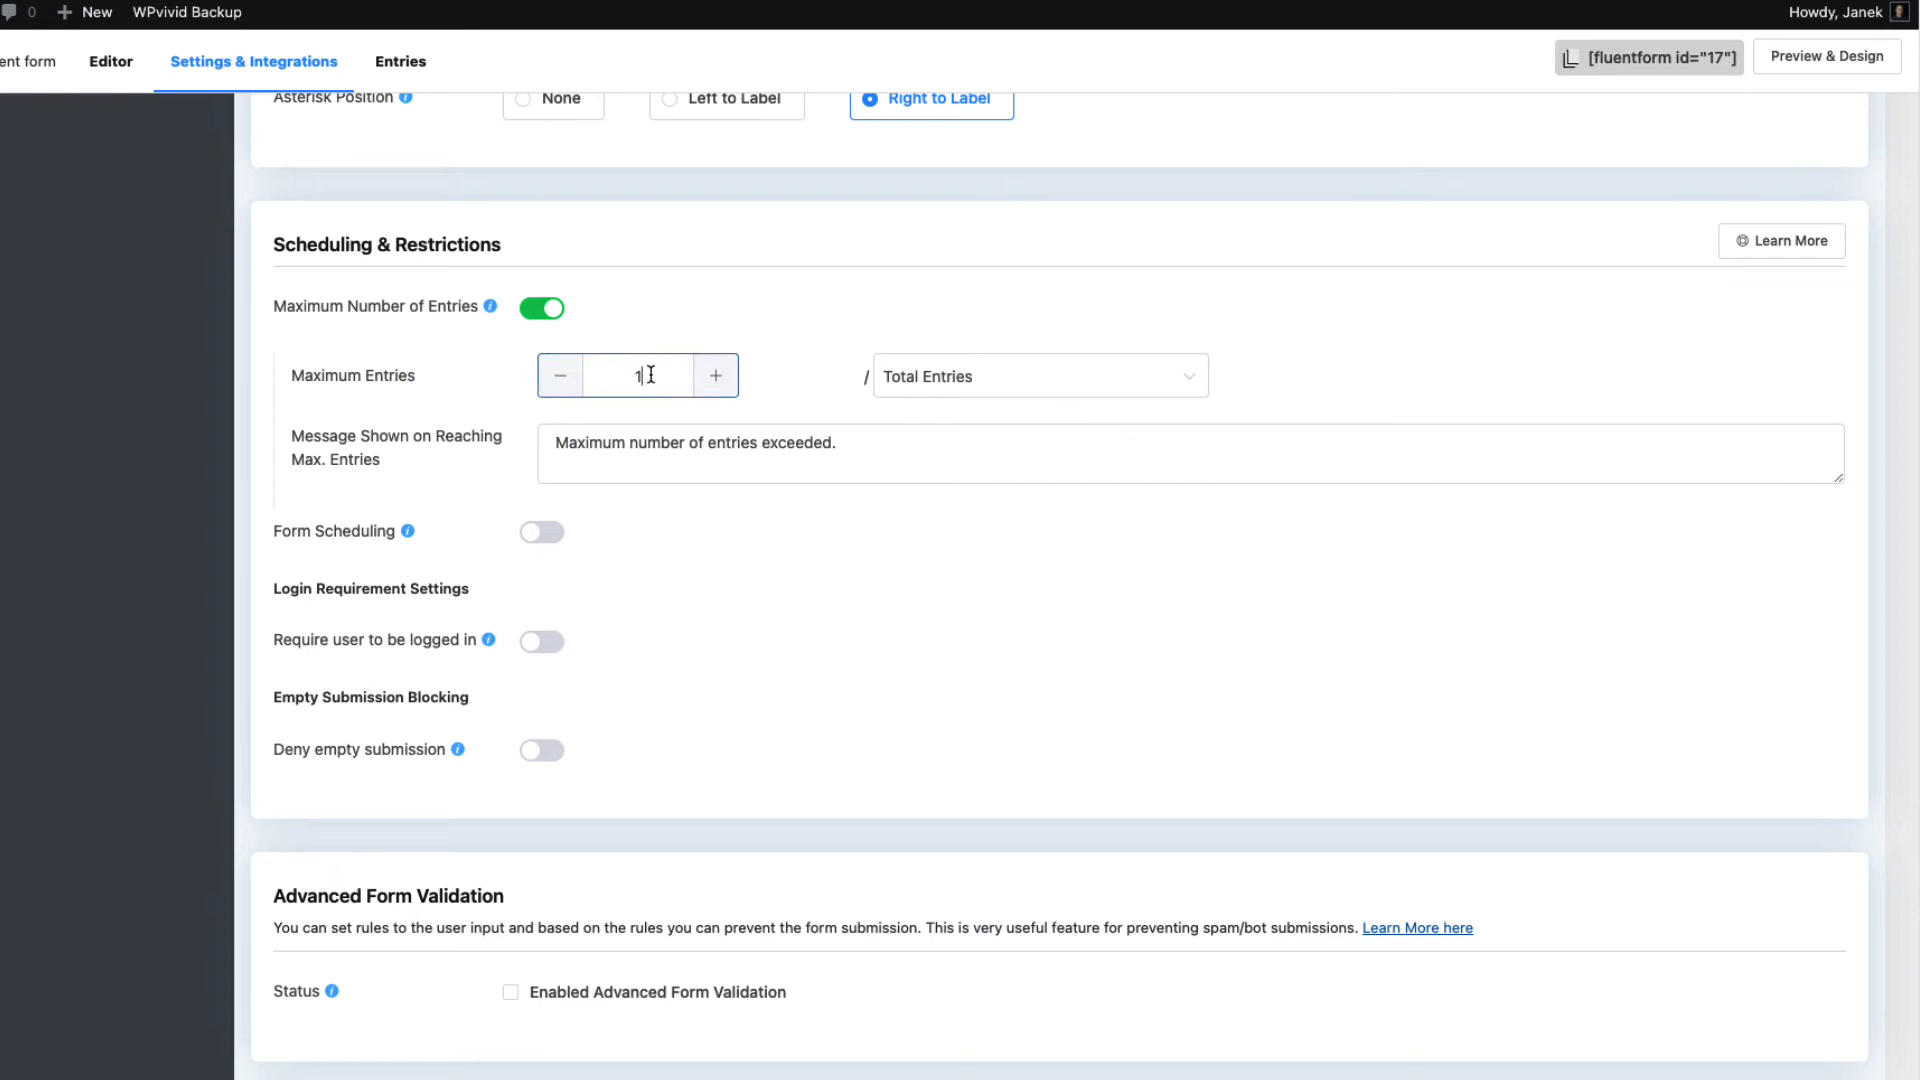 0 New WPvivid Backup Howdy, Janek
ent form Editor Settings & Integrations Entries [fluentform id="17"] Preview & Design
Asterisk Position None Left to Label Right to Label
Scheduling & Restrictions Learn More
Maximum Number of Entries
Maximum Entries − 1 + / Total Entries
Message Shown on Reaching
Max. Entries
Maximum number of entries exceeded.
Form Scheduling
Login Requirement Settings
Require user to be logged in
Empty Submission Blocking
Deny empty submission
Advanced Form Validation
You can set rules to the user input and based on the rules you can prevent the form submission. This is very useful feature for preventing spam/bot submissions. Learn More here
Status Enabled Advanced Form Validation